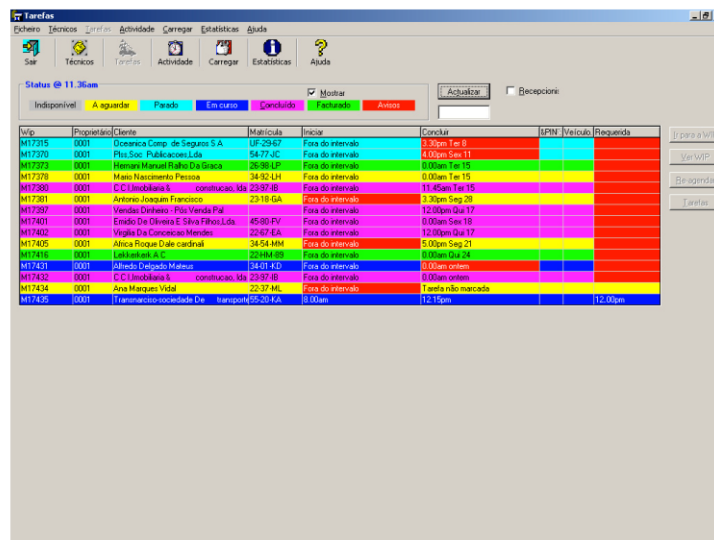 Tarefas
Ficheiro Técnicos Tarefas Actividade Carregar Estatísticas Ajuda
Sair Técnicos Tarefas Actividade Carregar Estatísticas Ajuda
Status @ 11.36am
Mostrar Actualizar Recepcioni
Indisponível A aguardar Parado Em curso Concluído Facturado Avisos
Wip Proprietário Cliente Matrícula Iniciar Concluir &PIN Veículo. Requerida
M17315 0001 Oceanica Comp de Seguros S A UF-29-67 Fora do intervalo 3.30pm Ter 8
M17370 0001 Plss,Soc Publicacoes,Lda 54-77-JC Fora do intervalo 4.00pm Sex 11
M17373 0001 Hernani Manuel Ralho Da Graca 26-98-LP Fora do intervalo 0.00am Ter 15
M17378 0001 Mario Nascimento Pessoa 34-92-LH Fora do intervalo 0.00am Ter 15
M17380 0001 C C I,Imobiliaria & construcao, lda 23-97-IB Fora do intervalo 11.45am Ter 15
M17381 0001 Antonio Joaquim Francisco 23-18-GA Fora do intervalo 3.30pm Seg 28
M17397 0001 Vendas Dinheiro - Pós Venda Pal Fora do intervalo 12.00pm Qui 17
M17401 0001 Emidio De Oliveira E Silva Filhos,Lda. 45-80-FV Fora do intervalo 0.00am Sex 18
M17402 0001 Virgilia Da Conceicao Mendes 22-67-EA Fora do intervalo 12.00pm Qui 17
M17405 0001 Africa Roque Dale cardinali 34-54-MM Fora do intervalo 5.00pm Seg 21
M17416 0001 Lekkerkerk A C 22-HM-89 Fora do intervalo 0.00am Qui 24
M17431 0001 Alfredo Delgado Mateus 34-01-KD Fora do intervalo 0.00am ontem
M17432 0001 C C I,Imobiliaria & construcao, lda 23-97-IB Fora do intervalo 0.00am ontem
M17434 0001 Ana Marques Vidal 22-37-ML Fora do intervalo Tarefa não marcada
M17435 0001 Transnarciso-sociedade De transporte 55-20-KA 8.00am 12.15pm 12.00pm
Ir para a WI
Ver WIP
Re-agenda
Tarefas